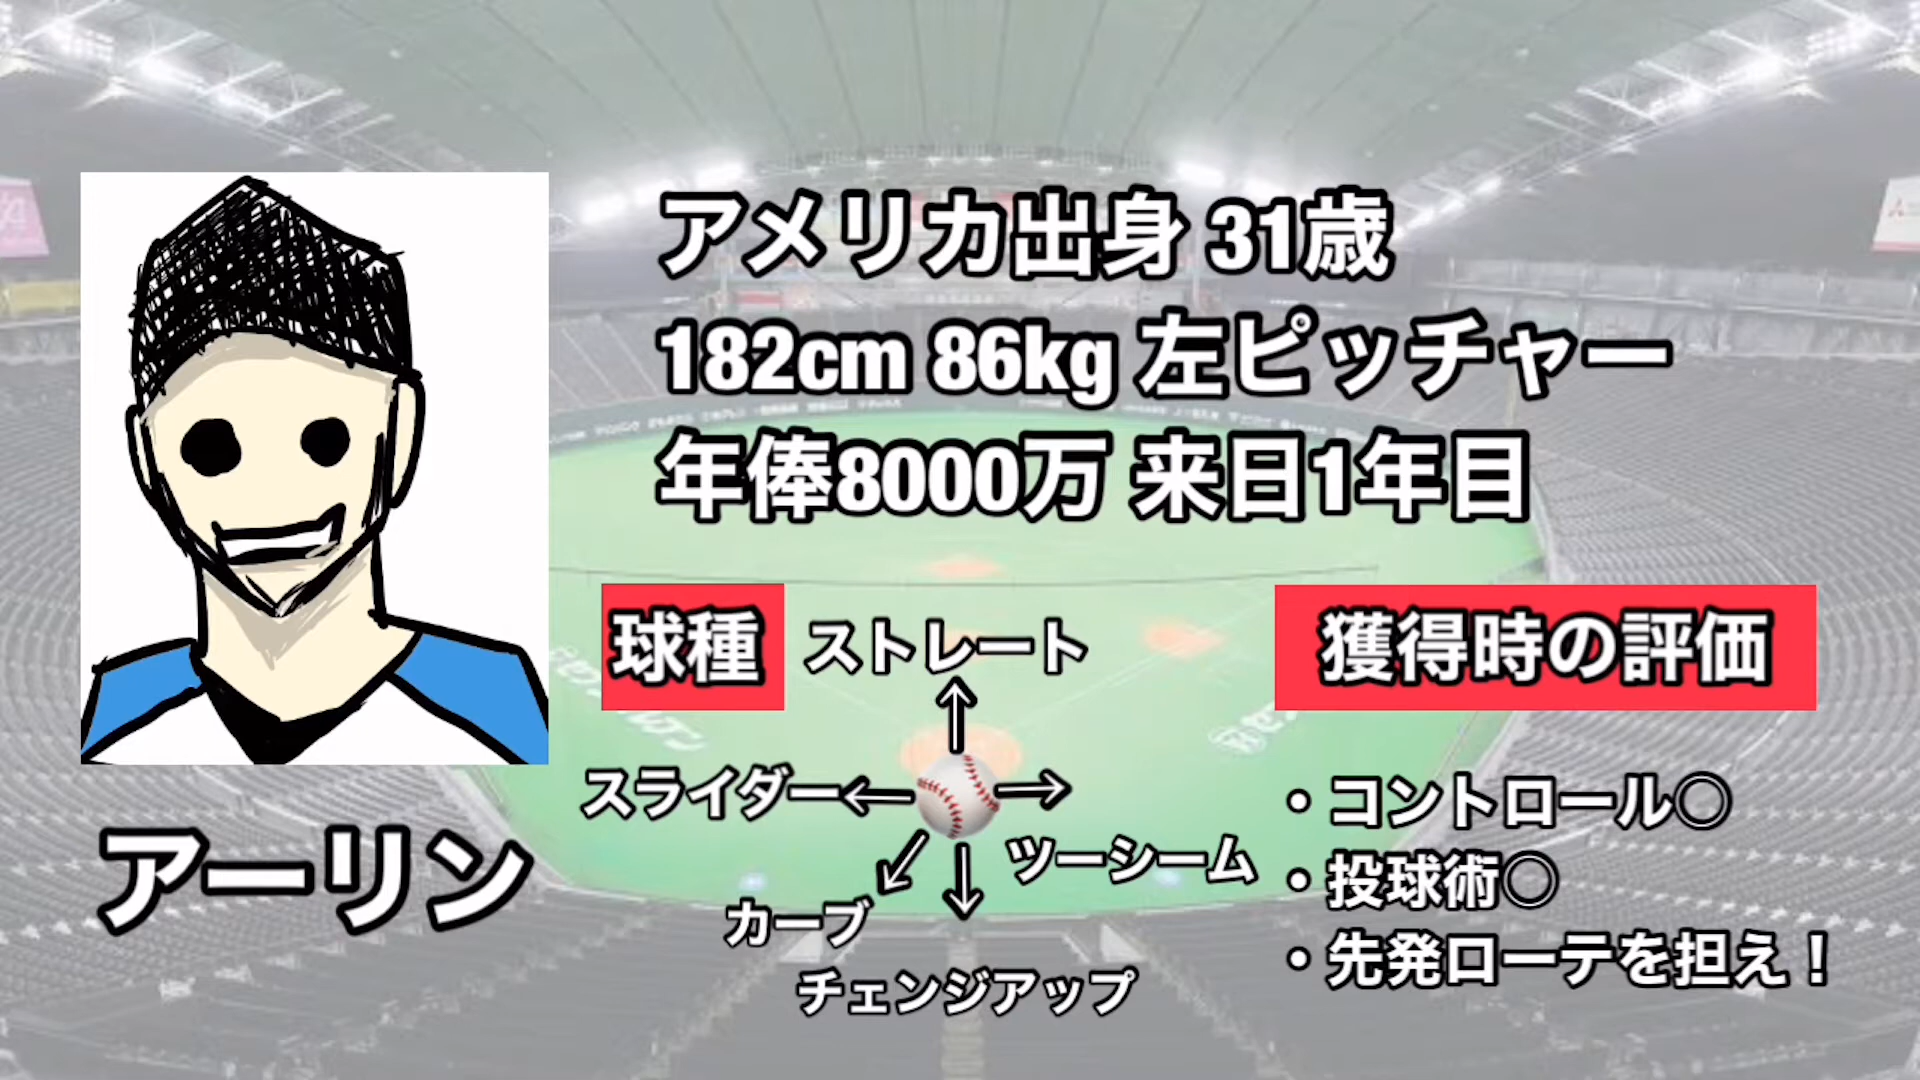 アメリカ出身 31歳
182cm 86kg 左ピッチャー
年俸8000万 来日1年目
アーリン
球種
ストレート
スライダー
ツーシーム
カーブ
チェンジアップ
獲得時の評価
・コントロール○
・投球術○
・先発ローテを担え！